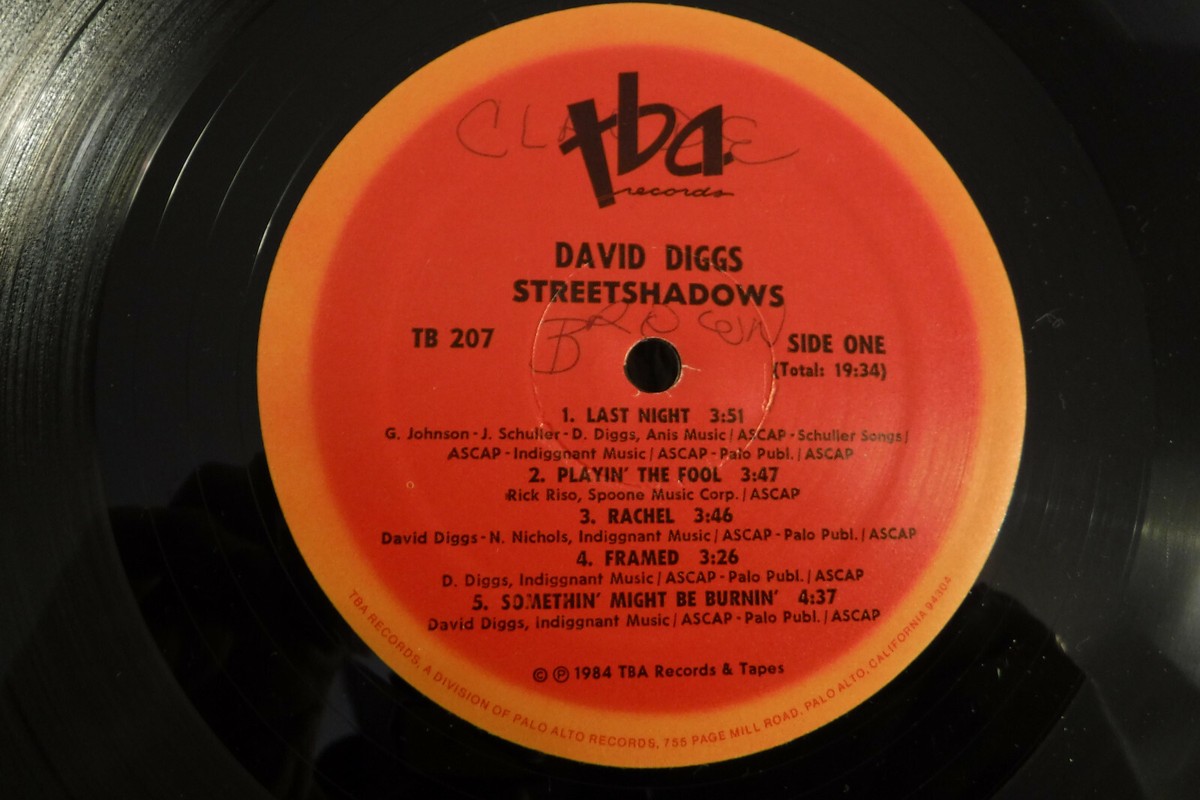 CLAUDE
tba
records
DAVID DIGGS
STREETSHADOWS
BROWN
TB 207
SIDE ONE
(Total: 19:34)
1. LAST NIGHT 3:51
G. Johnson - J. Schuller - D. Diggs, Anis Music / ASCAP - Schuller Songs /
ASCAP - Indiggnant Music / ASCAP - Palo Publ. / ASCAP
2. PLAYIN' THE FOOL 3:47
Rick Riso, Spoone Music Corp. / ASCAP
3. RACHEL 3:46
David Diggs - N. Nichols, Indiggnant Music / ASCAP - Palo Publ. / ASCAP
4. FRAMED 3:26
D. Diggs, Indiggnant Music / ASCAP - Palo Publ. / ASCAP
5. SOMETHIN' MIGHT BE BURNIN' 4:37
David Diggs, Indiggnant Music / ASCAP - Palo Publ. / ASCAP
© ℗ 1984 TBA Records & Tapes
TBA RECORDS, A DIVISION OF PALO ALTO RECORDS, 755 PAGE MILL ROAD, PALO ALTO, CALIFORNIA 94304